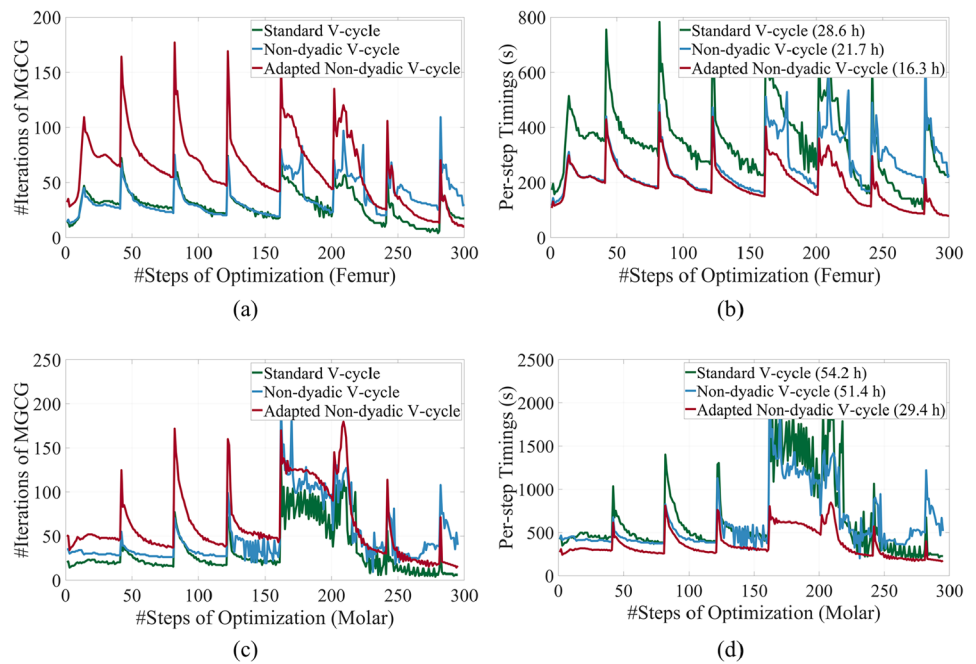 200
150
100
50
0
#Iterations of MGCG
Standard V-cycle
Non-dyadic V-cycle
Adapted Non-dyadic V-cycle
0 50 100 150 200 250 300
#Steps of Optimization (Femur)
(a)
800
600
400
200
0
Per-step Timings (s)
Standard V-cycle (28.6 h)
Non-dyadic V-cycle (21.7 h)
Adapted Non-dyadic V-cycle (16.3 h)
0 50 100 150 200 250 300
#Steps of Optimization (Femur)
(b)
250
200
150
100
50
0
#Iterations of MGCG
Standard V-cycle
Non-dyadic V-cycle
Adapted Non-dyadic V-cycle
0 50 100 150 200 250 300
#Steps of Optimization (Molar)
(c)
2500
2000
1500
1000
500
0
Per-step Timings (s)
Standard V-cycle (54.2 h)
Non-dyadic V-cycle (51.4 h)
Adapted Non-dyadic V-cycle (29.4 h)
0 50 100 150 200 250 300
#Steps of Optimization (Molar)
(d)